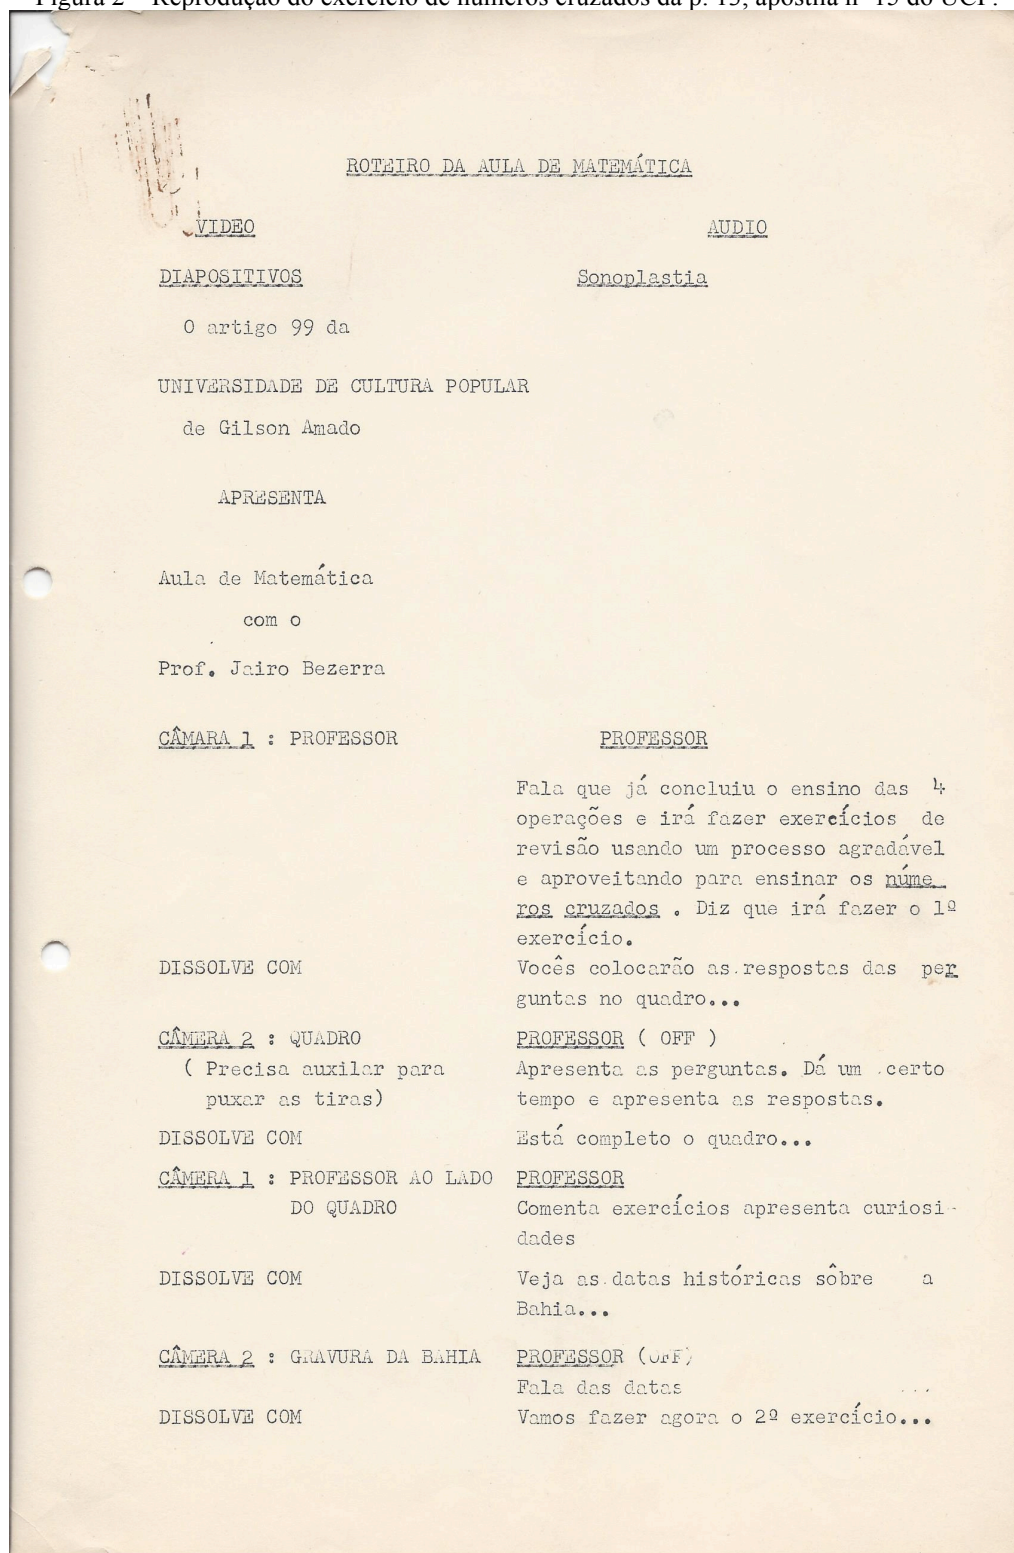 Figura 2 – Reprodução do exercício de números cruzados da p. 13, apostila nº 15 do UCP.
ROTEIRO DA AULA DE MATEMÁTICA
VIDEO AUDIO
DIAPOSITIVOS Sonoplastia
O artigo 99 da
UNIVERSIDADE DE CULTURA POPULAR
de Gilson Amado
APRESENTA
Aula de Matemática
com o
Prof. Jairo Bezerra
CÂMARA 1 : PROFESSOR PROFESSOR
Fala que já concluiu o ensino das 4
operações e irá fazer exercícios de
revisão usando um processo agradável
e aproveitando para ensinar os núme
ros cruzados . Diz que irá fazer o 1º
exercício.
DISSOLVE COM Vocês colocarão as respostas das per
guntas no quadro...
CÂMERA 2 : QUADRO PROFESSOR ( OFF )
( Precisa auxilar para Apresenta as perguntas. Dá um certo
puxar as tiras) tempo e apresenta as respostas.
DISSOLVE COM Está completo o quadro...
CÂMERA 1 : PROFESSOR AO LADO PROFESSOR
DO QUADRO Comenta exercícios apresenta curiosi-
dades
DISSOLVE COM Veja as datas históricas sôbre a
Bahia...
CÂMERA 2 : GRAVURA DA BAHIA PROFESSOR (OFF)
Fala das datas ...
DISSOLVE COM Vamos fazer agora o 2º exercício...